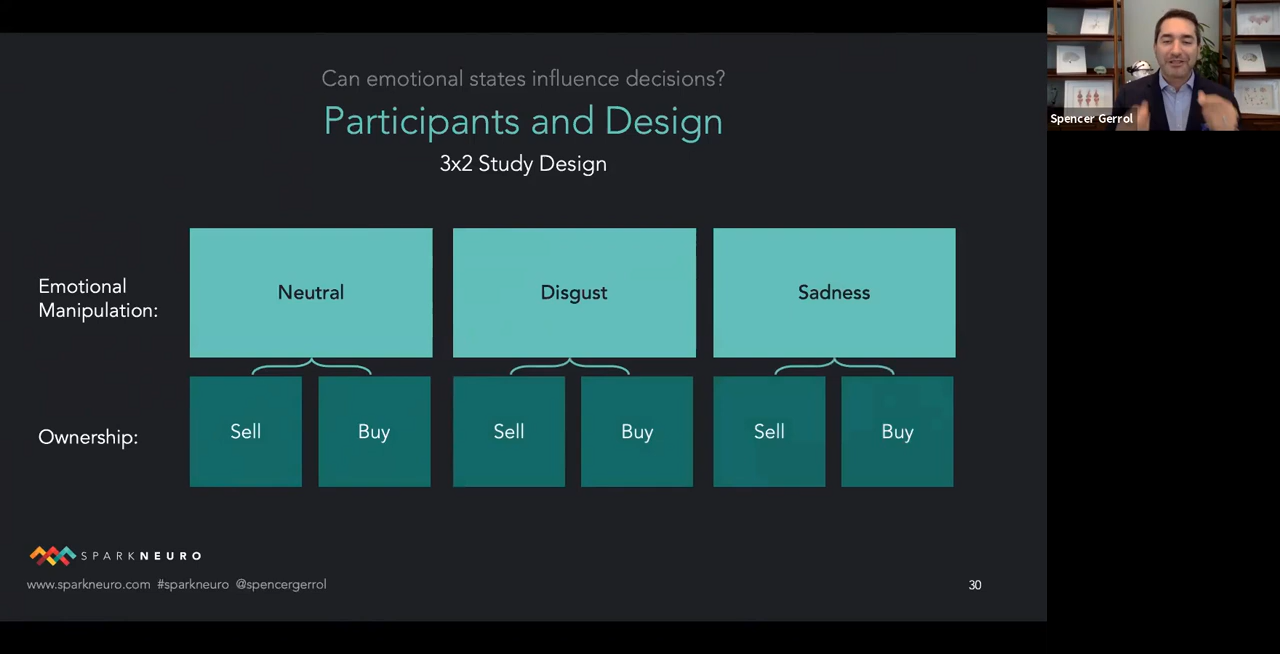 Can emotional states influence decisions?
Participants and Design
3x2 Study Design
Emotional
Manipulation:
Neutral
Disgust
Sadness
Ownership:
Sell
Buy
Sell
Buy
Sell
Buy
SPARKNEURO
www.sparkneuro.com #sparkneuro @spencergerrol
30
Spencer Gerrol